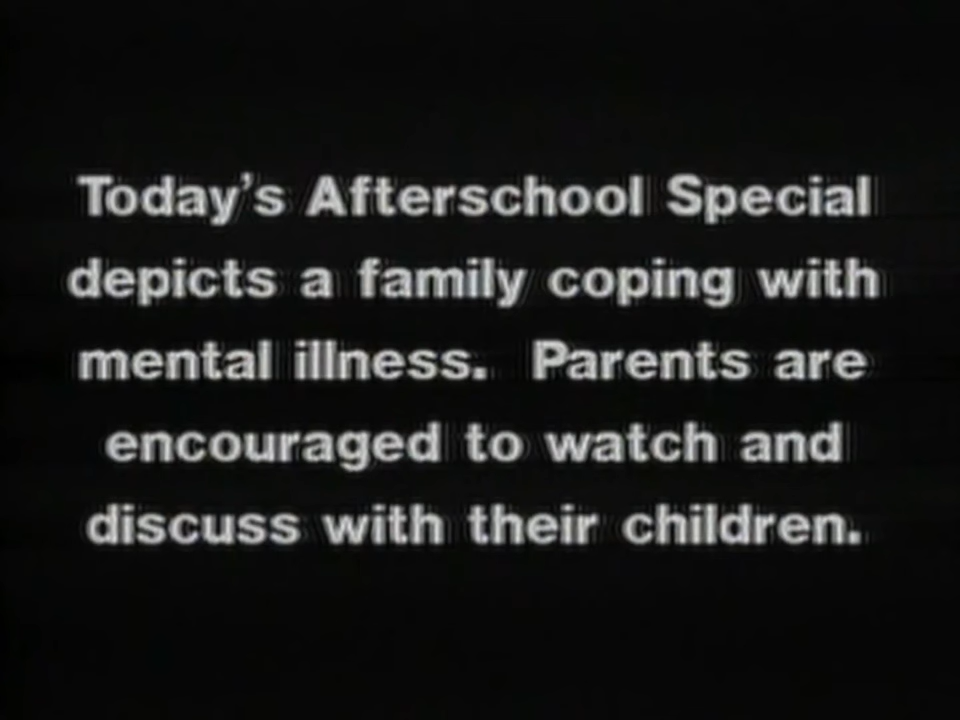 Today's Afterschool Special
depicts a family coping with
mental illness.  Parents are
encouraged to watch and
discuss with their children.